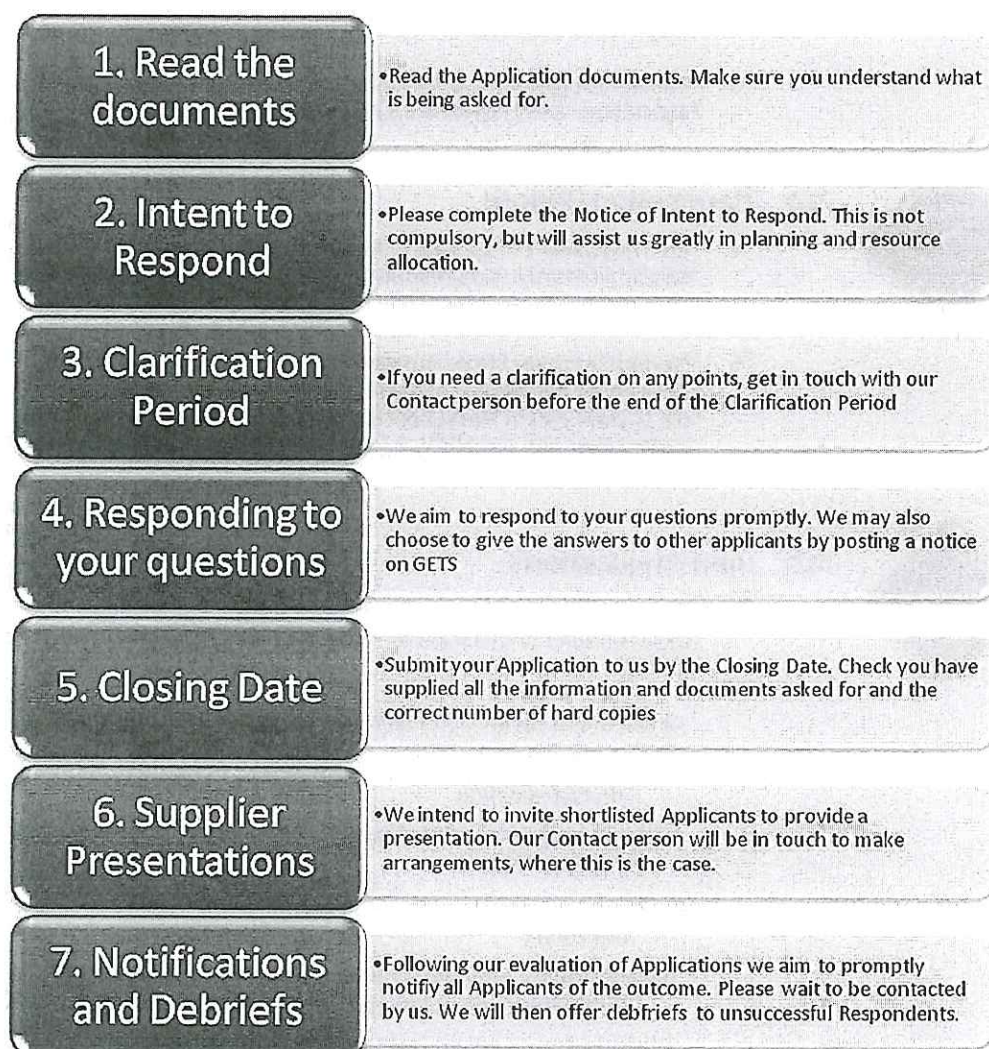 1. Read the
documents
•Read the Application documents. Make sure you understand what
is being asked for.
2. Intent to
Respond
•Please complete the Notice of Intent to Respond. This is not
compulsory, but will assist us greatly in planning and resource
allocation.
3. Clarification
Period
•If you need a clarification on any points, get in touch with our
Contact person before the end of the Clarification Period
4. Responding to
your questions
•We aim to respond to your questions promptly. We may also
choose to give the answers to other applicants by posting a notice
on GETS
5. Closing Date
•Submit your Application to us by the Closing Date. Check you have
supplied all the information and documents asked for and the
correct number of hard copies
6. Supplier
Presentations
•We intend to invite shortlisted Applicants to provide a
presentation. Our Contact person will be in touch to make
arrangements, where this is the case.
7. Notifications
and Debriefs
•Following our evaluation of Applications we aim to promptly
notifiy all Applicants of the outcome. Please wait to be contacted
by us. We will then offer debfriefs to unsuccessful Respondents.